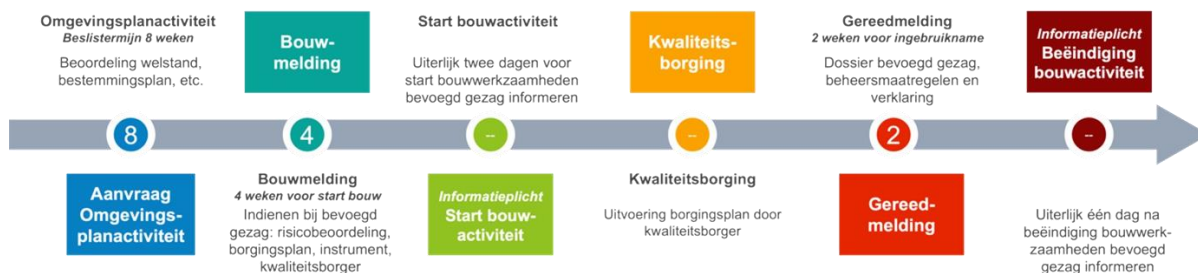 Omgevingsplanactiviteit
Beslistermijn 8 weken
Beoordeling welstand,
bestemmingsplan, etc.
8
Aanvraag
Omgevings-
planactiviteit
Bouw-
melding
4
Bouwmelding
4 weken voor start bouw
Indienen bij bevoegd
gezag: risicobeoordeling,
borgingsplan, instrument,
kwaliteitsborger
Start bouwactiviteit
Uiterlijk twee dagen voor
start bouwwerkzaamheden
bevoegd gezag informeren
--
Informatieplicht
Start bouw-
activiteit
Kwaliteits-
borging
--
Kwaliteitsborging
Uitvoering borgingsplan door
kwaliteitsborger
Gereedmelding
2 weken voor ingebruikname
Dossier bevoegd gezag,
beheersmaatregelen en
verklaring
2
Gereed-
melding
Informatieplicht
Beëindiging
bouwactiviteit
--
Uiterlijk één dag na
beëindiging bouwwerk-
zaamheden bevoegd
gezag informeren